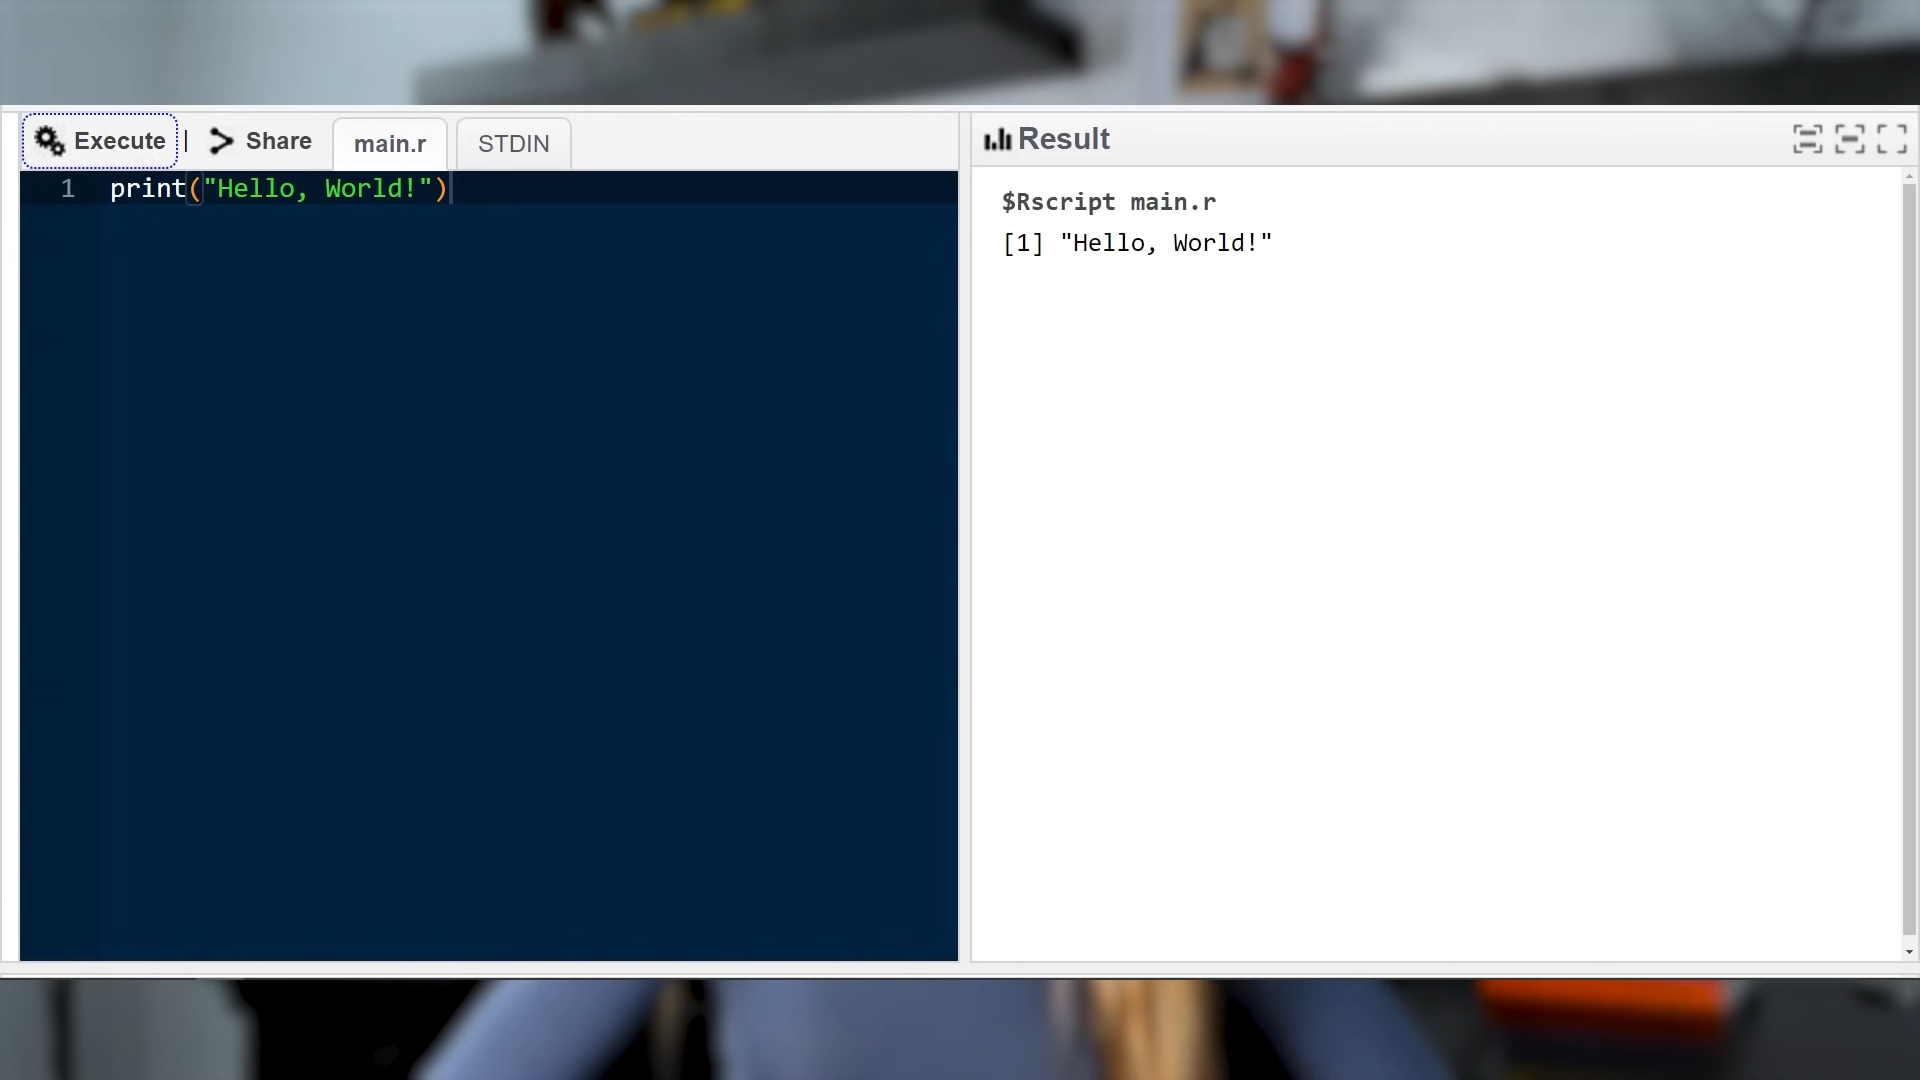 Execute | Share main.r STDIN
1 print("Hello, World!")
Result
$Rscript main.r
[1] "Hello, World!"